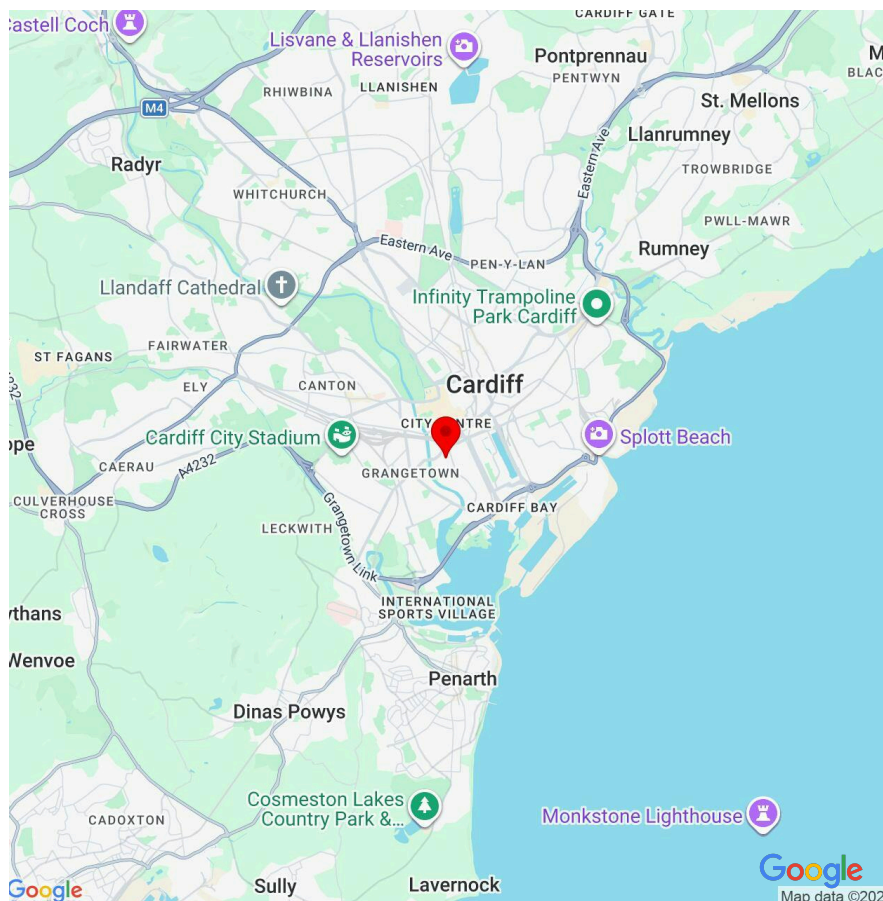 Castell Coch
CARDIFF GATE
Lisvane & Llanishen
Reservoirs
Pontprennau
PENTWYN
RHIWBINA
LLANISHEN
St. Mellons
M4
Llanrumney
Radyr
TROWBRIDGE
Eastern Ave
WHITCHURCH
PWLL-MAWR
Eastern Ave
Rumney
PEN-Y-LAN
Llandaff Cathedral
Infinity Trampoline
Park Cardiff
FAIRWATER
ST FAGANS
ELY
CANTON
Cardiff
CITY CENTRE
Cardiff City Stadium
Splott Beach
CAERAU
A4232
GRANGETOWN
CULVERHOUSE
CROSS
CARDIFF BAY
Grangetown Link
LECKWITH
INTERNATIONAL
SPORTS VILLAGE
Wenvoe
Penarth
Dinas Powys
Cosmeston Lakes
Country Park &...
Monkstone Lighthouse
CADOXTON
Google
Sully
Lavernock
Google
Map data ©202